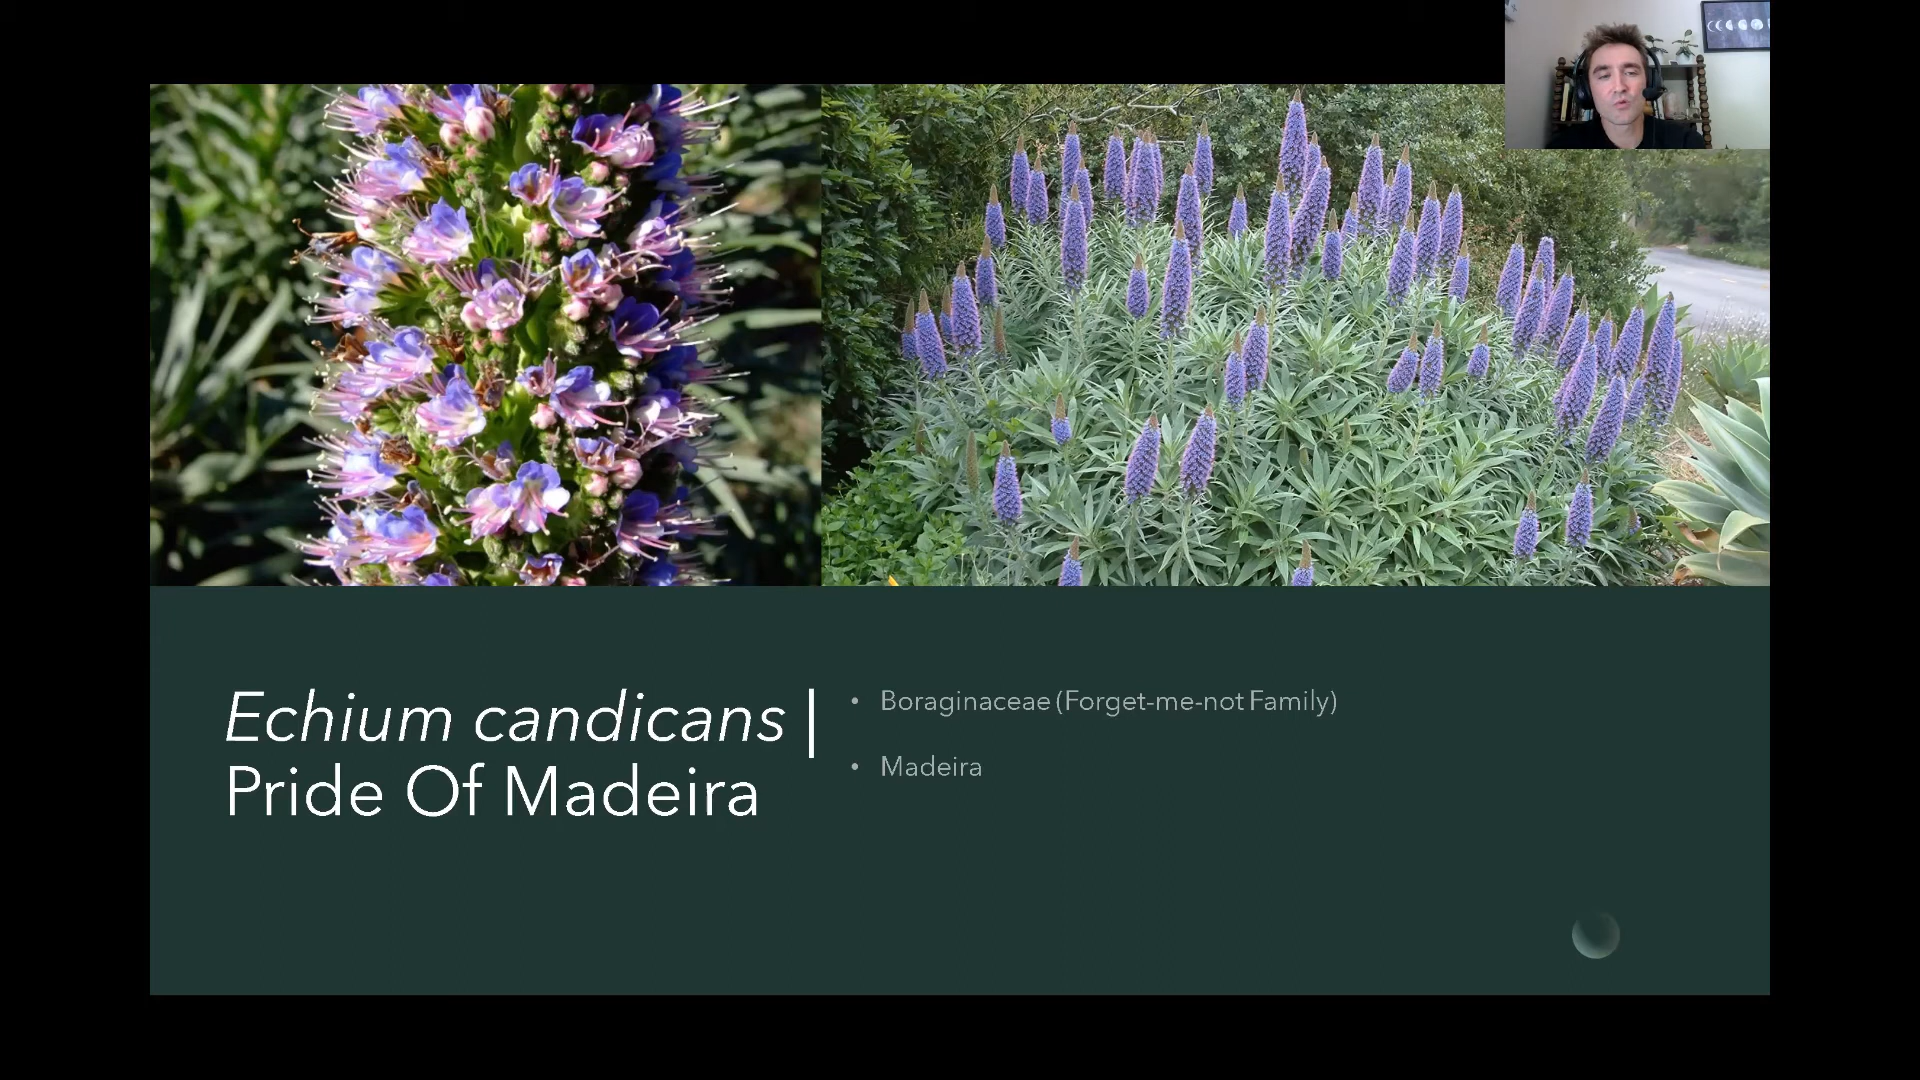 Echium candicans |
Pride Of Madeira
• Boraginaceae (Forget-me-not Family)
• Madeira